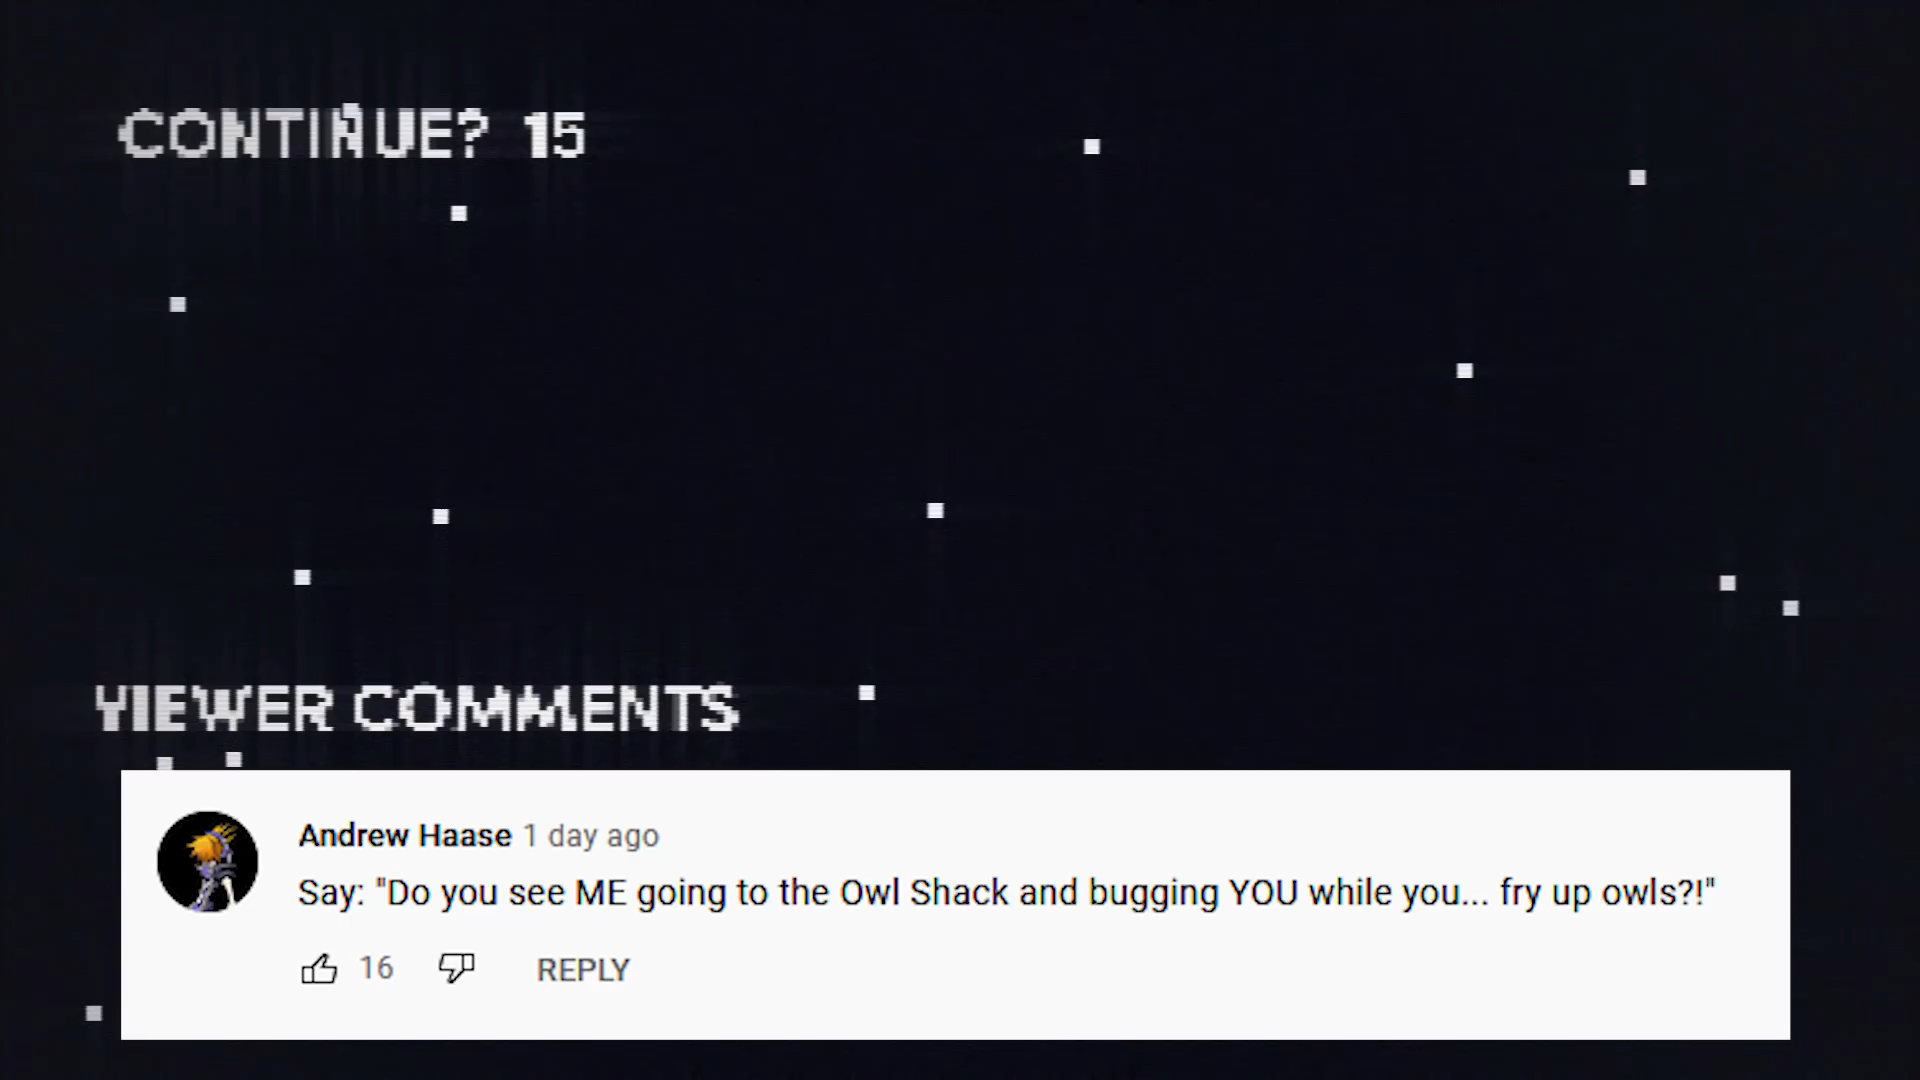 CONTINUE? 15
VIEWER COMMENTS
Andrew Haase 1 day ago
Say: "Do you see ME going to the Owl Shack and bugging YOU while you... fry up owls?!"
16 REPLY